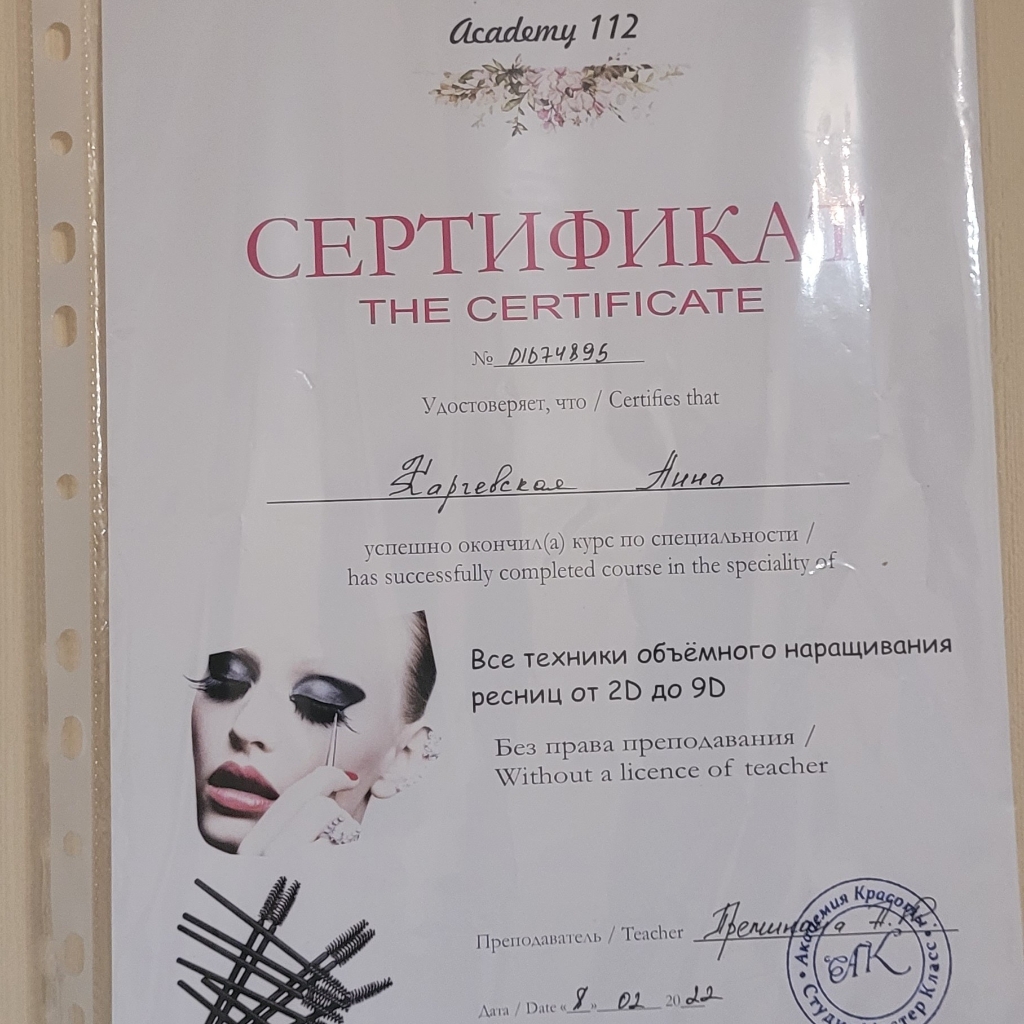 Academy 112
СЕРТИФИКАТ
THE CERTIFICATE
№ D1674895
Удостоверяет, что / Certifies that
Анна
успешно окончил(а) курс по специальности /
has successfully completed course in the speciality of
Все техники объёмного наращивания
ресниц от 2D до 9D
Без права преподавания /
Without a licence of teacher
Преподаватель / Teacher
Академия Красоты
АК
Дата / Date «8» 02 2022